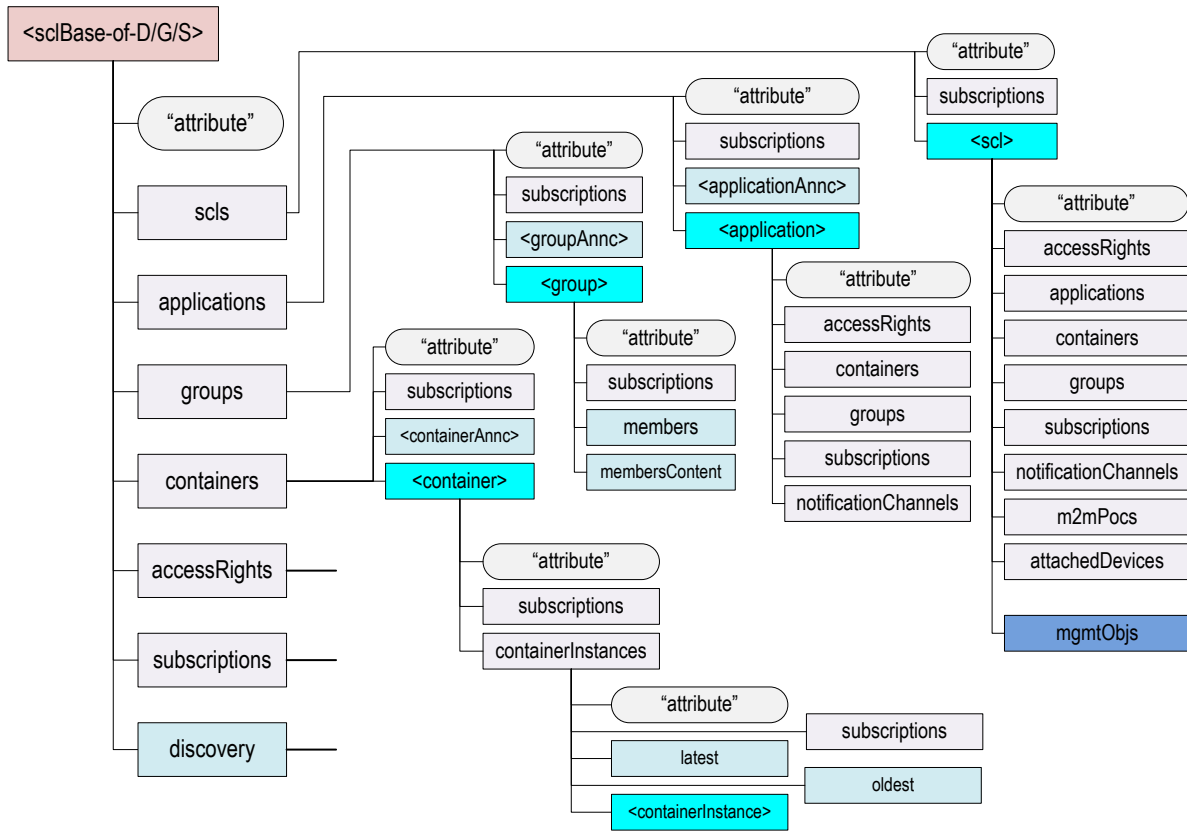 <sclBase-of-D/G/S>
“attribute”
scls
applications
groups
containers
accessRights
subscriptions
discovery
“attribute”
subscriptions
<containerAnnc>
<container>
“attribute”
subscriptions
containerInstances
“attribute”
subscriptions
latest
oldest
<containerInstance>
“attribute”
subscriptions
<groupAnnc>
<group>
“attribute”
subscriptions
members
membersContent
“attribute”
subscriptions
<applicationAnnc>
<application>
“attribute”
accessRights
containers
groups
subscriptions
notificationChannels
“attribute”
subscriptions
<scl>
“attribute”
accessRights
applications
containers
groups
subscriptions
notificationChannels
m2mPocs
attachedDevices
mgmtObjs